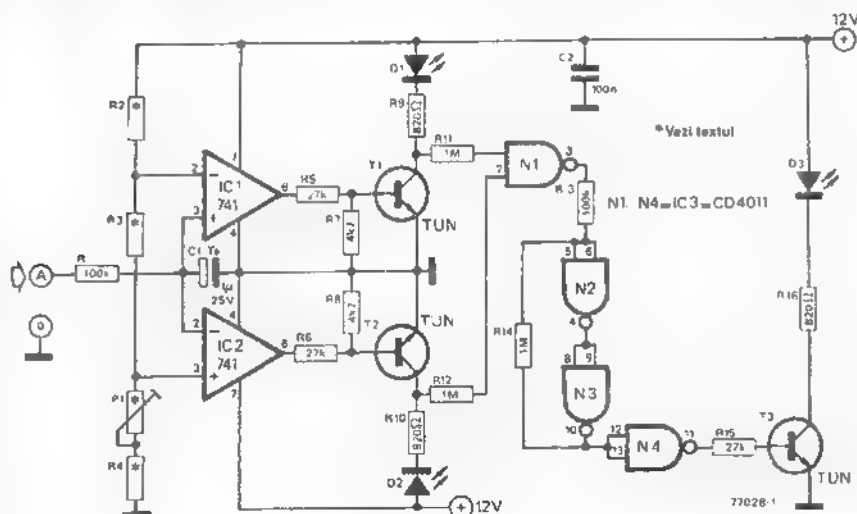 12V
D1
C2
100n
R2
*
R9
820Ω
* Vezi textul
R11
1M
N1
1
2
3
T1
IC1
741
2
3
6
7
4
R5
27k
TUN
D3
R3
*
R7
4k7
R13
100k
N1...N4=IC3=CD4011
A
100k
C1
1µ
25V
R8
4k7
5
6
N2
4
R14
1M
R16
820Ω
T2
TUN
IC2
741
2
3
6
4
7
R6
27k
R12
1M
8
9
N3
10
P1
*
R10
820Ω
12
13
N4
11
R15
27k
T3
TUN
R4
*
D2
12V
77028-1